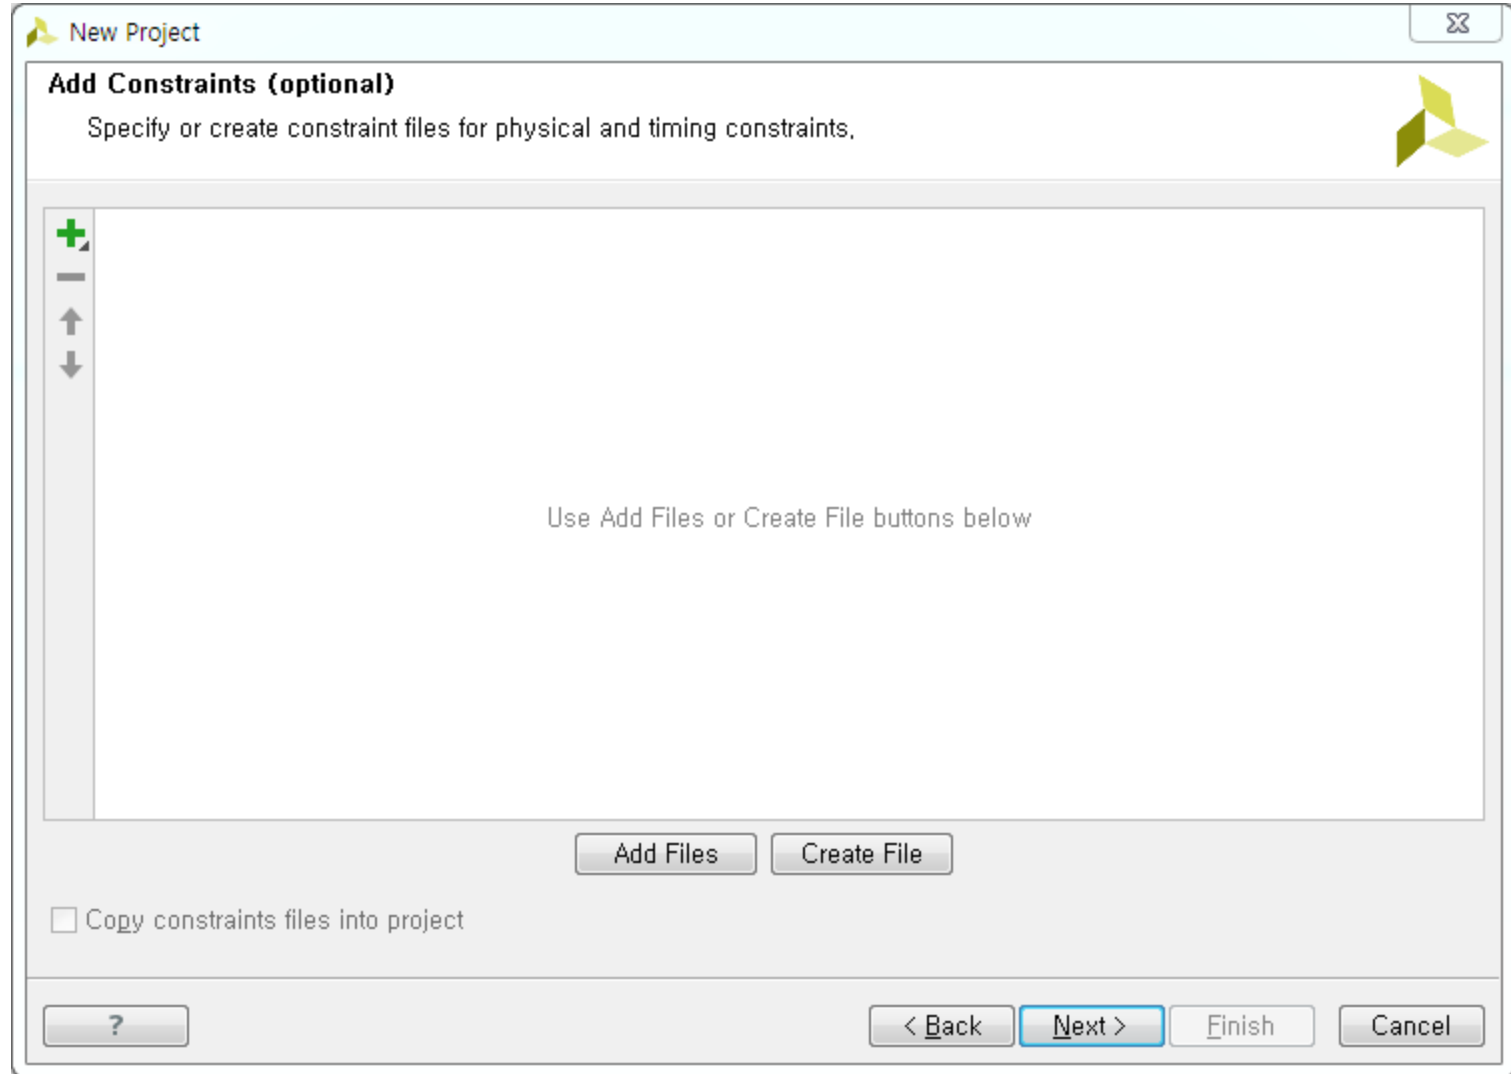 New Project
Add Constraints (optional)
Specify or create constraint files for physical and timing constraints.
Use Add Files or Create File buttons below
Add Files Create File
Copy constraints files into project
? < Back Next > Finish Cancel